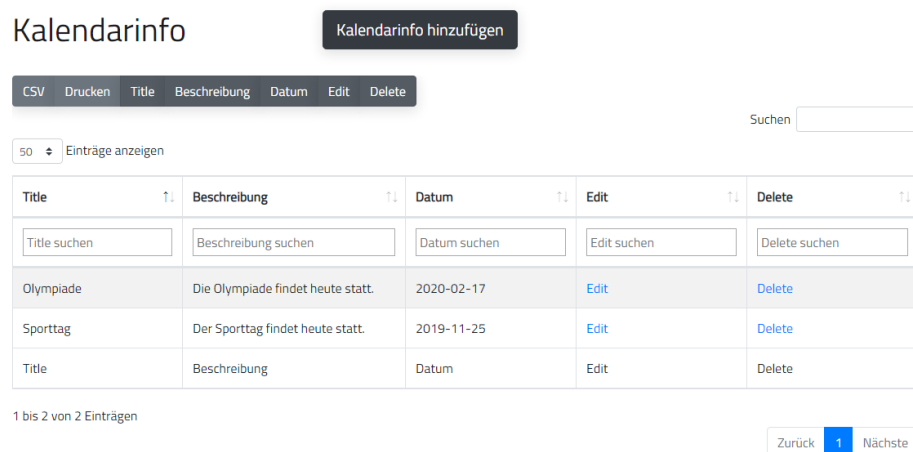 Kalendarinfo Kalendarinfo hinzufügen
CSV Drucken Title Beschreibung Datum Edit Delete
Suchen
50 Einträge anzeigen
Title Beschreibung Datum Edit Delete
Title suchen Beschreibung suchen Datum suchen Edit suchen Delete suchen
Olympiade Die Olympiade findet heute statt. 2020-02-17 Edit Delete
Sporttag Der Sporttag findet heute statt. 2019-11-25 Edit Delete
Title Beschreibung Datum Edit Delete
1 bis 2 von 2 Einträgen
Zurück 1 Nächste